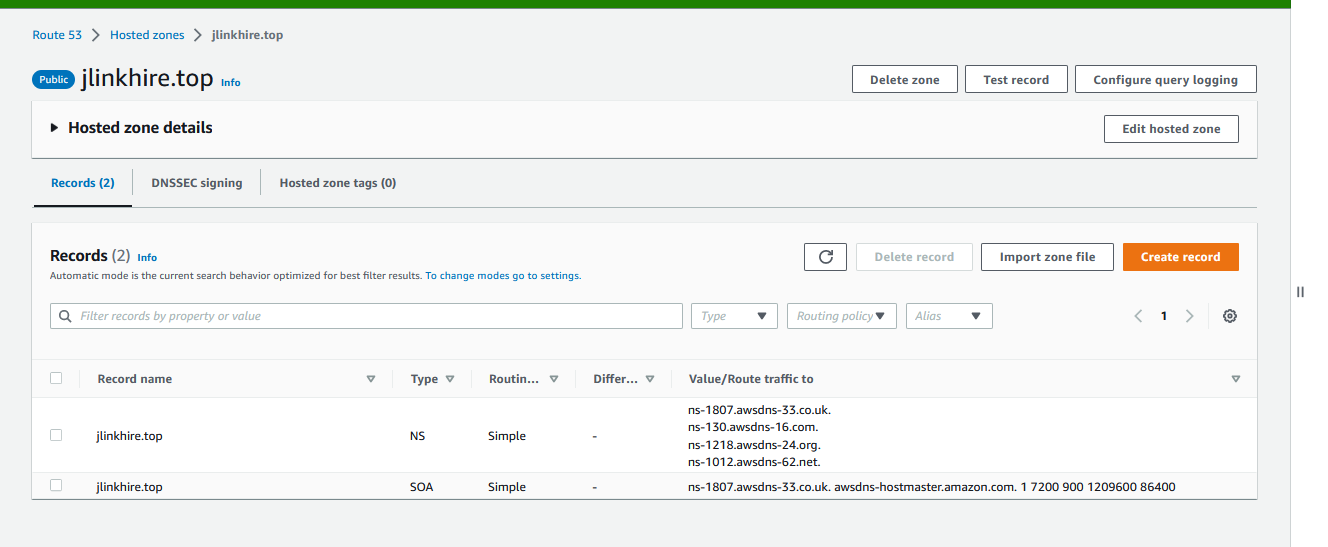 Route 53 > Hosted zones > jlinkhire.top
Public jlinkhire.top Info
Delete zone Test record Configure query logging
Hosted zone details
Edit hosted zone
Records (2) DNSSEC signing Hosted zone tags (0)
Records (2) Info
Automatic mode is the current search behavior optimized for best filter results. To change modes go to settings.
Delete record Import zone file Create record
Filter records by property or value Type Routing policy Alias 1
Record name Type Routin... Differ... Value/Route traffic to
jlinkhire.top NS Simple -
ns-1807.awsdns-33.co.uk.
ns-130.awsdns-16.com.
ns-1218.awsdns-24.org.
ns-1012.awsdns-62.net.
jlinkhire.top SOA Simple - ns-1807.awsdns-33.co.uk. awsdns-hostmaster.amazon.com. 1 7200 900 1209600 86400